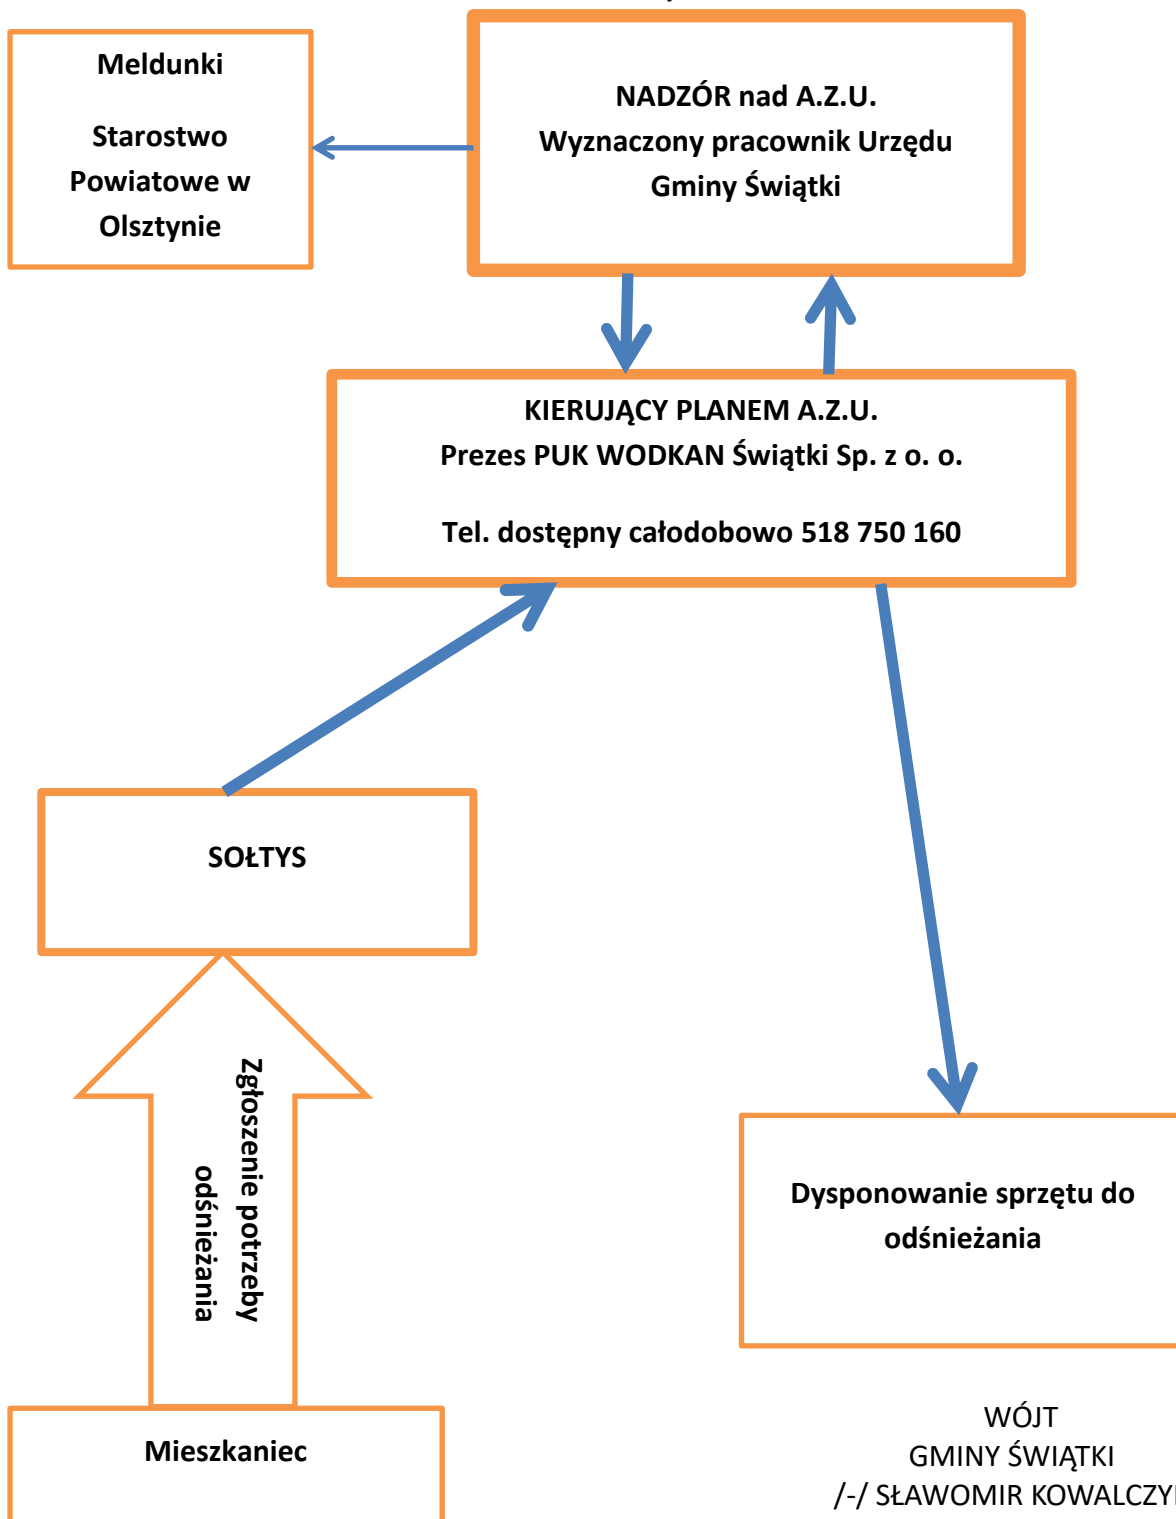 Meldunki
Starostwo
Powiatowe w
Olsztynie
NADZÓR nad A.Z.U.
Wyznaczony pracownik Urzędu
Gminy Świątki
KIERUJĄCY PLANEM A.Z.U.
Prezes PUK WODKAN Świątki Sp. z o. o.
Tel. dostępny całodobowo 518 750 160
SOŁTYS
Zgłoszenie potrzeby
odśnieżania
Dysponowanie sprzętu do
odśnieżania
Mieszkaniec
WÓJT
GMINY ŚWIĄTKI
/-/ SŁAWOMIR